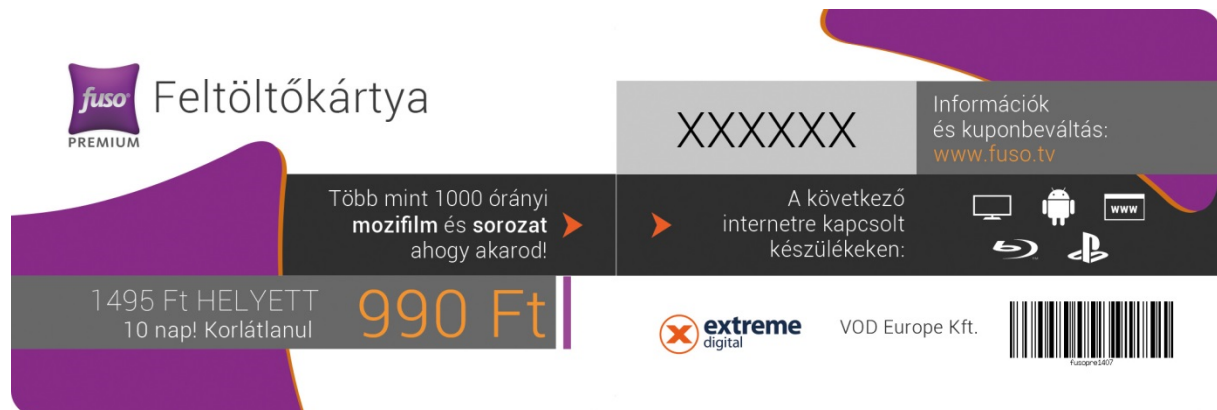 fuso
PREMIUM
Feltöltőkártya
Több mint 1000 órányi
mozifilm és sorozat
ahogy akarod!
1495 Ft HELYETT
10 nap! Korlátlanul
990 Ft
XXXXXX
Információk
és kuponbeváltás:
www.fuso.tv
A következő
internetre kapcsolt
készülékeken:
www
extreme
digital
VOD Europe Kft.
fusopre1407